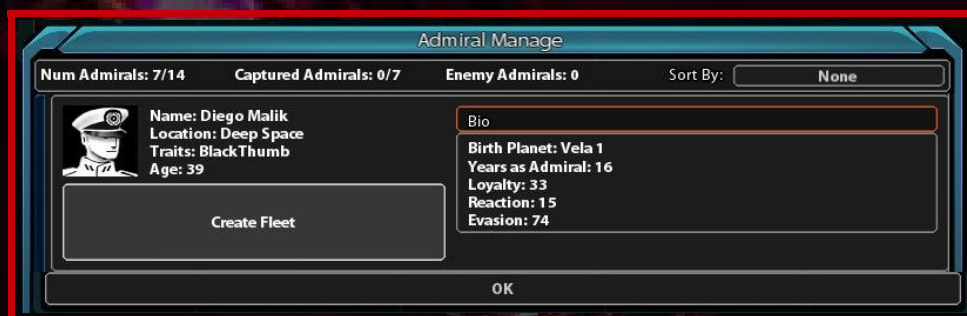 Admiral Manage
Num Admirals: 7/14 Captured Admirals: 0/7 Enemy Admirals: 0 Sort By: None
Name: Diego Malik
Location: Deep Space
Traits: BlackThumb
Age: 39
Create Fleet
Bio
Birth Planet: Vela 1
Years as Admiral: 16
Loyalty: 33
Reaction: 15
Evasion: 74
OK